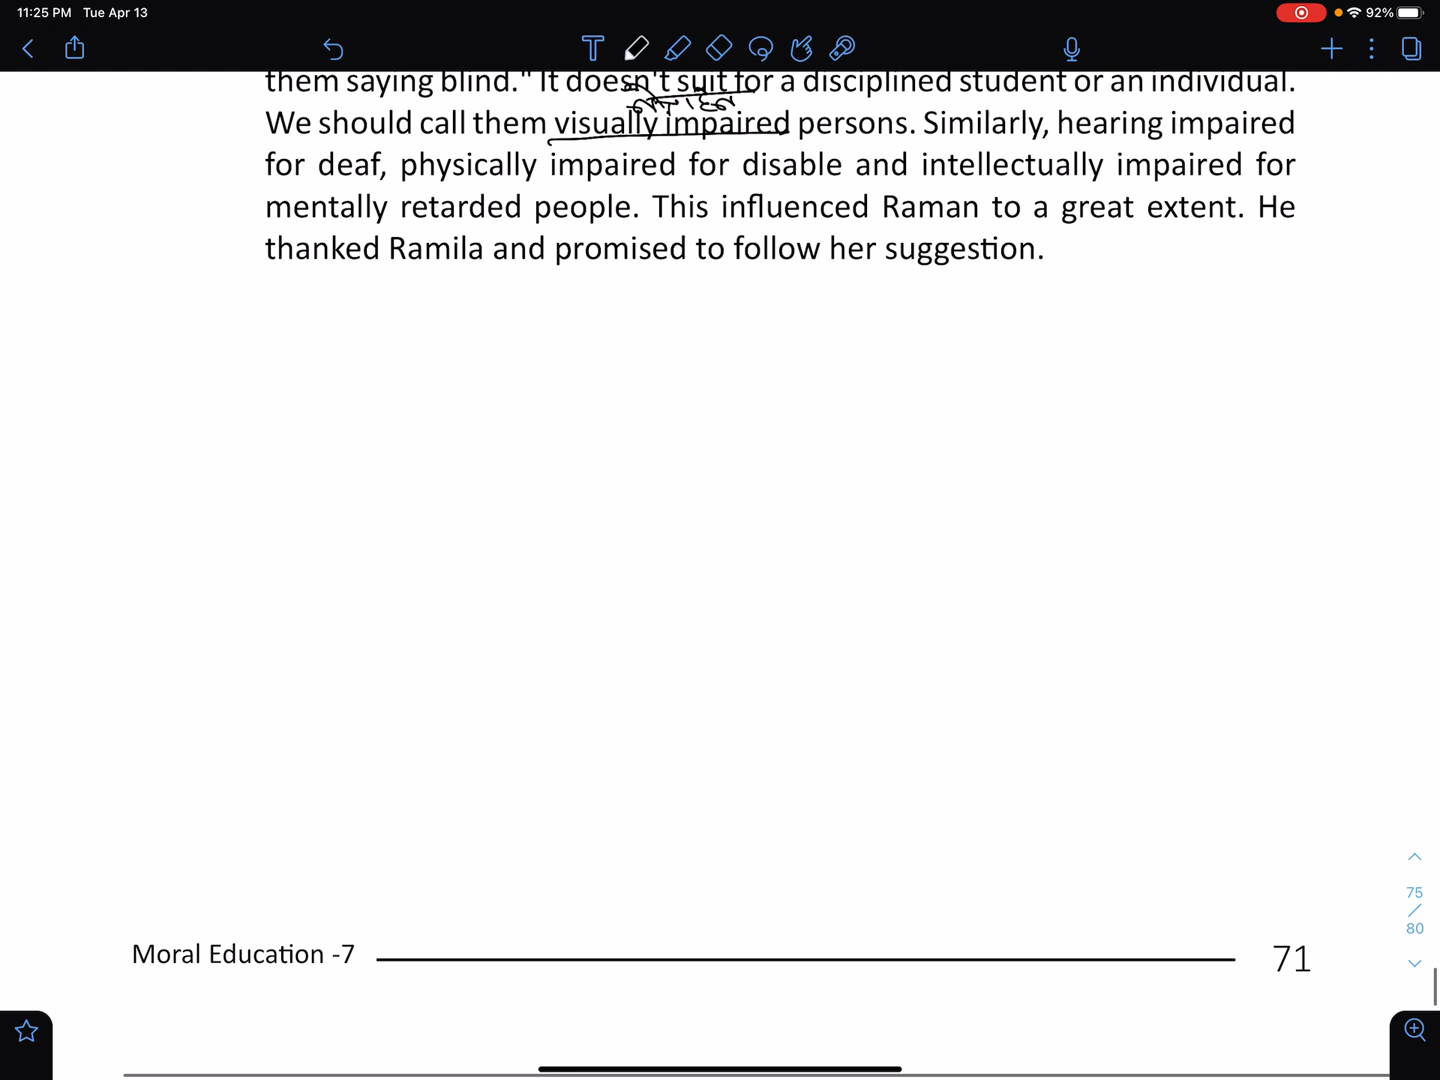 11:25 PM Tue Apr 13
92%
them saying blind." It doesn't suit for a disciplined student or an individual.
We should call them visually impaired persons. Similarly, hearing impaired
for deaf, physically impaired for disable and intellectually impaired for
mentally retarded people. This influenced Raman to a great extent. He
thanked Ramila and promised to follow her suggestion.
75
/
80
Moral Education -7
71